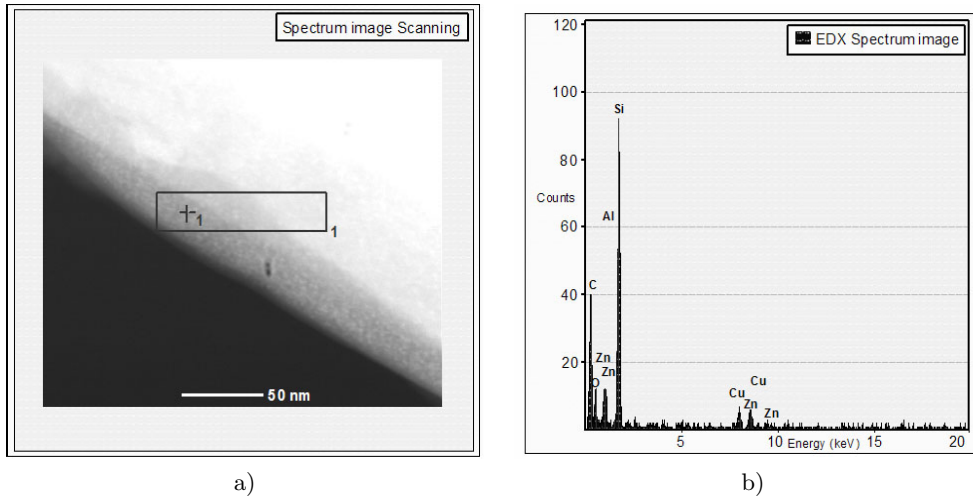 Spectrum image Scanning
1
1
50 nm
a)
EDX Spectrum image
120
100
80
60
40
20
Counts
C
O
Zn
Zn
Al
Si
Cu
Zn
Cu
Zn
5
10
Energy (keV)
15
20
b)